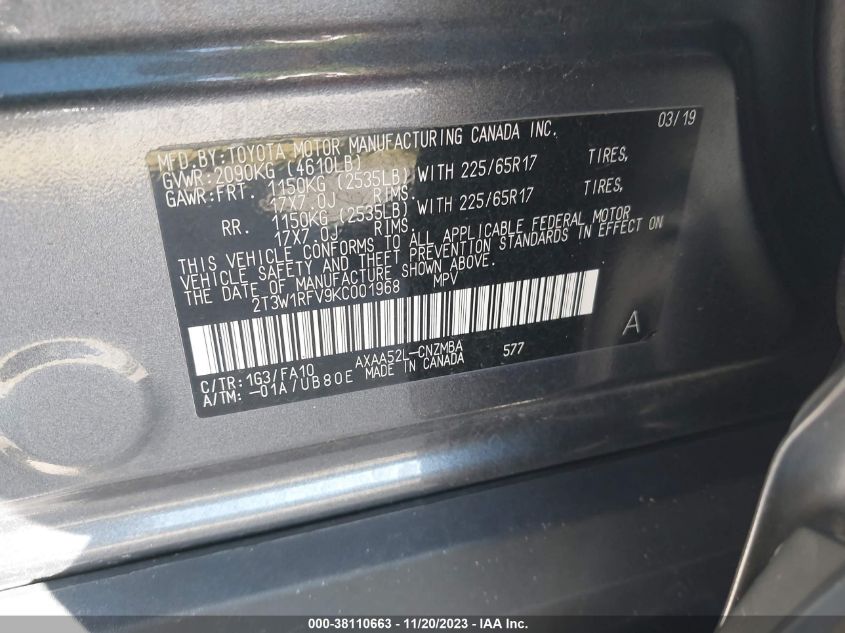 03/19
MFD.BY:TOYOTA MOTOR MANUFACTURING CANADA INC.
GVWR:2090KG (4610LB)
GAWR:FRT. 1150KG (2535LB) WITH 225/65R17 TIRES,
17X7.0J RIMS.
RR. 1150KG (2535LB) WITH 225/65R17 TIRES,
17X7.0J RIMS.
THIS VEHICLE CONFORMS TO ALL APPLICABLE FEDERAL MOTOR
VEHICLE SAFETY AND THEFT PREVENTION STANDARDS IN EFFECT ON
THE DATE OF MANUFACTURE SHOWN ABOVE.
2T3W1RFV9KC001968 MPV
A
C/TR: 1G3/FA10 AXAA52L-CNZMBA 577
A/TM: -01A/UB80E MADE IN CANADA
000-38110663 - 11/20/2023 - IAA Inc.